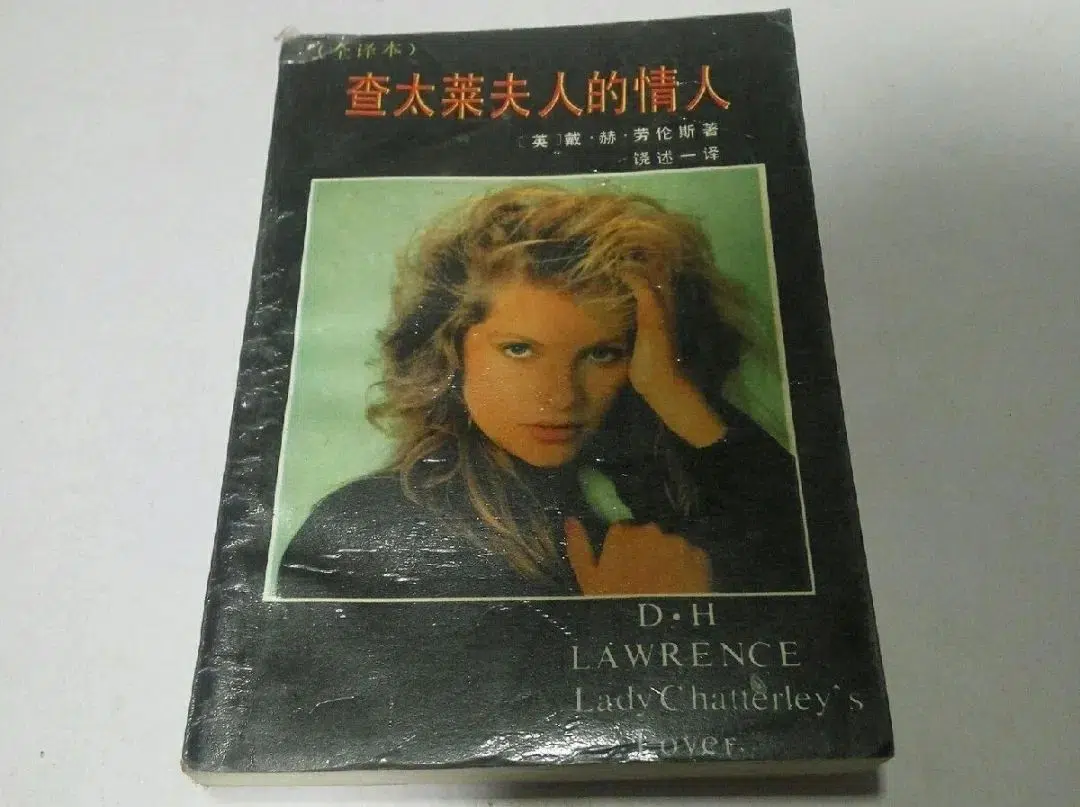 （全译本）
查太莱夫人的情人
〔英〕戴·赫·劳伦斯著
饶述一译
D·H
LAWRENCE
Lady Chatterley's
Lover.